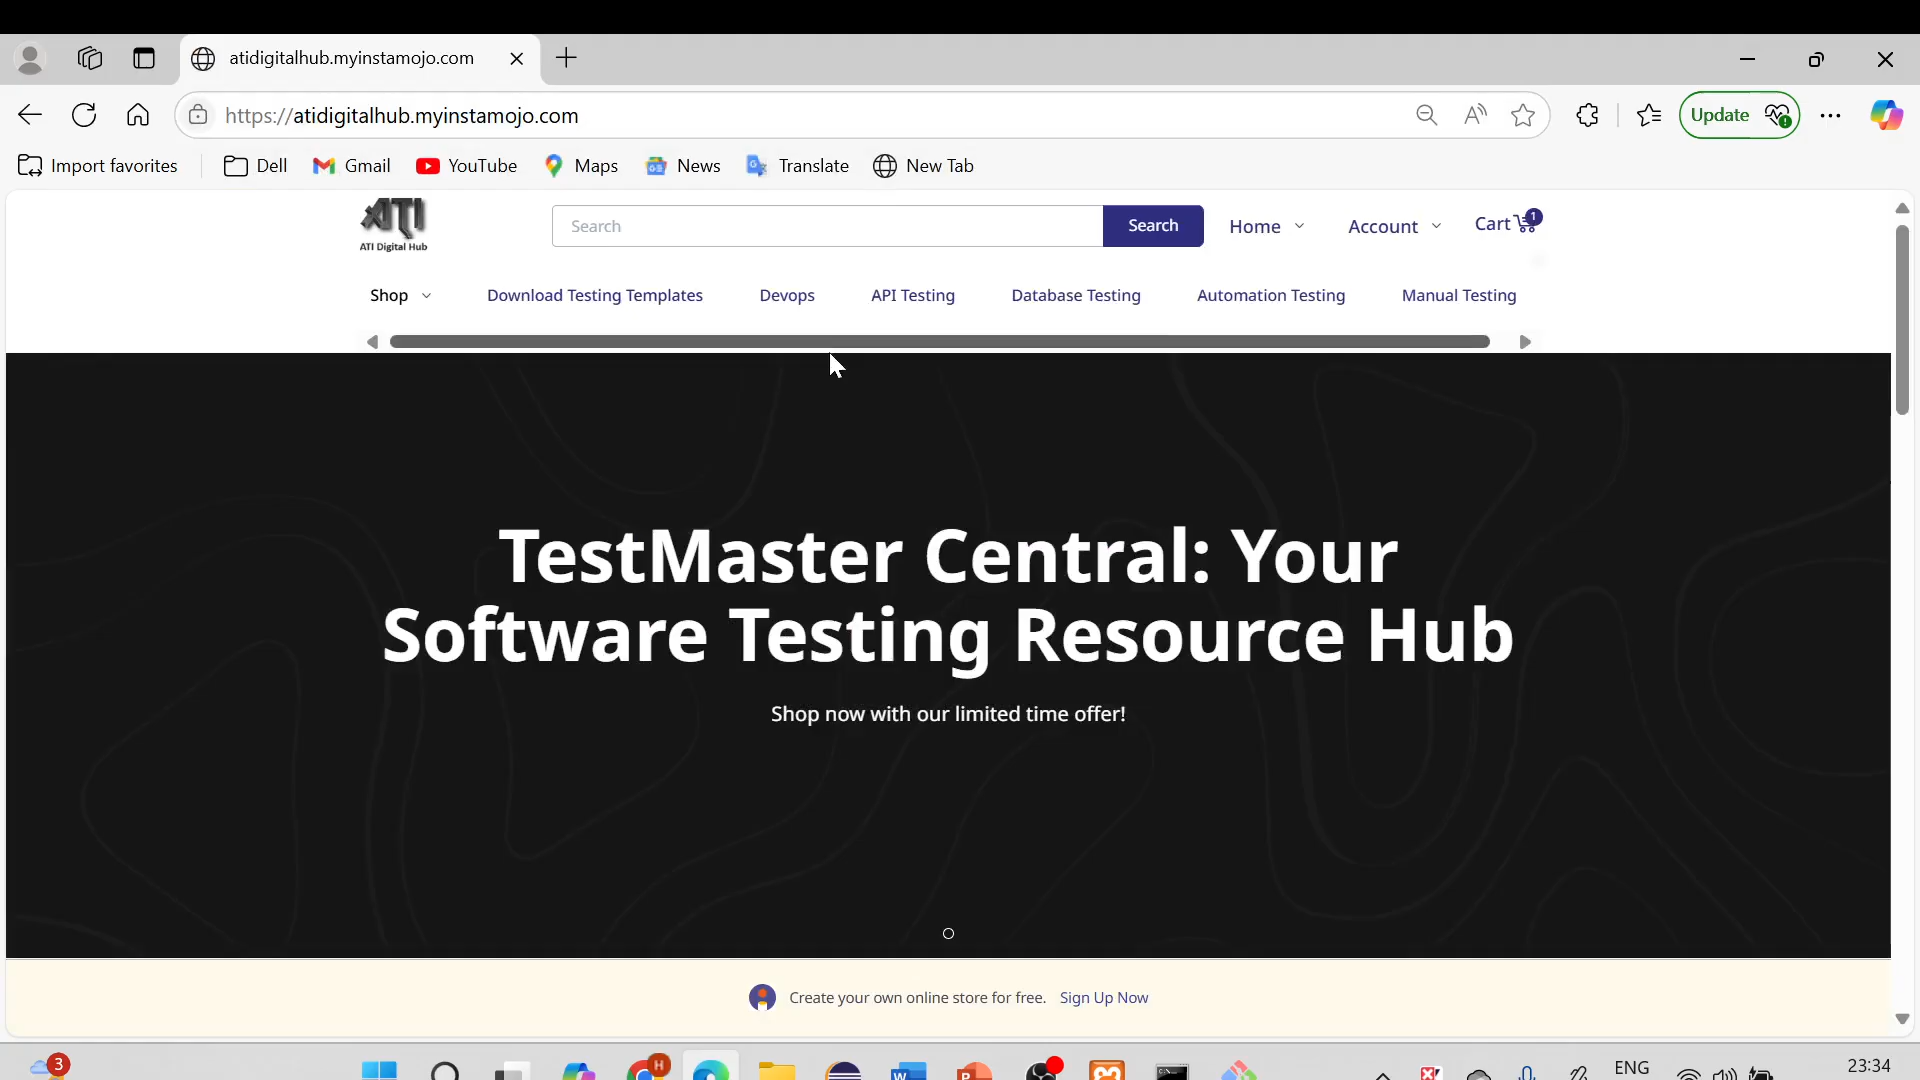 atidigitalhub.myinstamojo.com
https://atidigitalhub.myinstamojo.com
Update
Import favorites
Dell
Gmail
YouTube
Maps
News
Translate
New Tab
ATI
ATI Digital Hub
Search
Search
Home
Account
Cart
1
Shop
Download Testing Templates
Devops
API Testing
Database Testing
Automation Testing
Manual Testing
TestMaster Central: Your
Software Testing Resource Hub
Shop now with our limited time offer!
Create your own online store for free. Sign Up Now
3
H
ENG
23:34